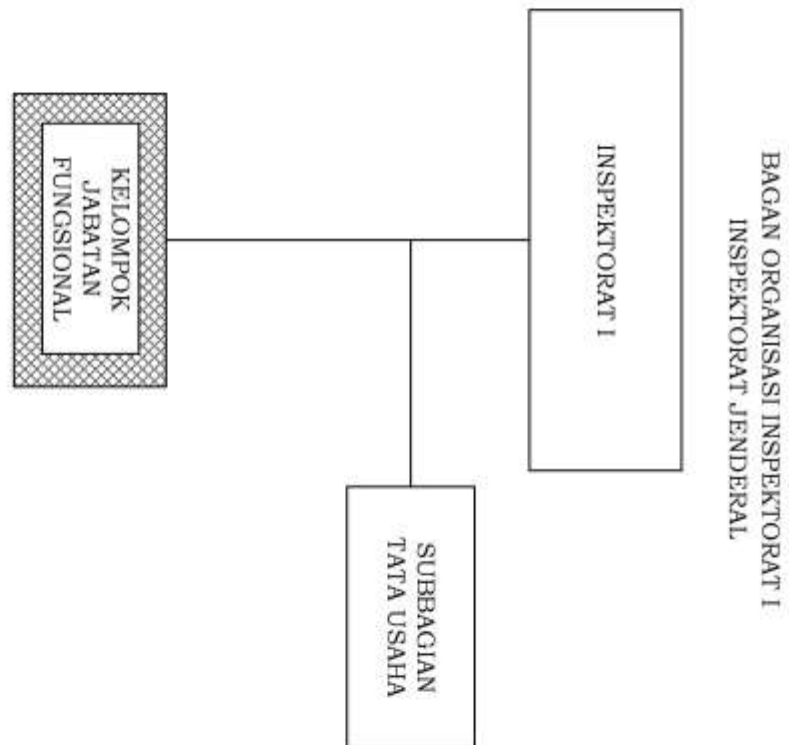 BAGAN ORGANISASI INSPEKTORAT I
INSPEKTORAT JENDERAL
INSPEKTORAT I
SUBBAGIAN
TATA USAHA
KELOMPOK
JABATAN
FUNGSIONAL